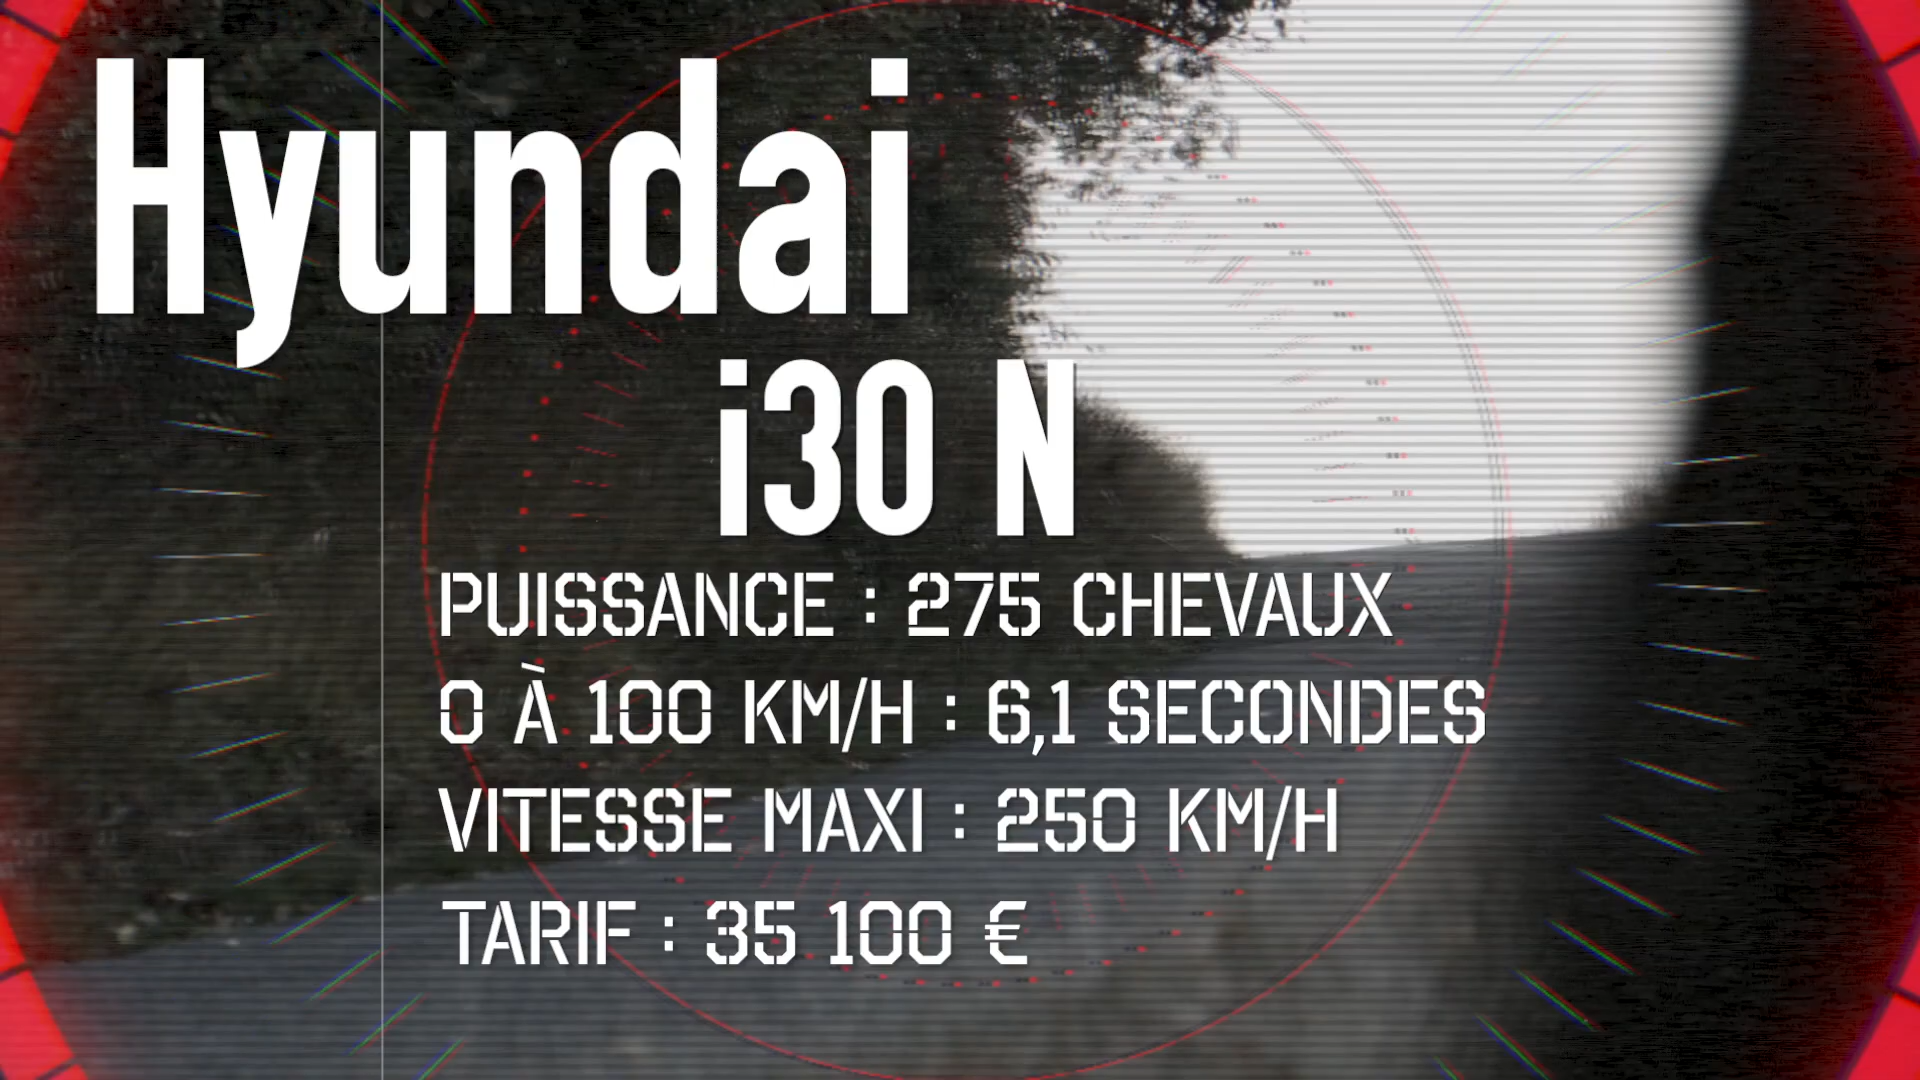 Hyundai
i30 N
PUISSANCE : 275 CHEVAUX
0 À 100 KM/H : 6,1 SECONDES
VITESSE MAXI : 250 KM/H
TARIF : 35 100 €